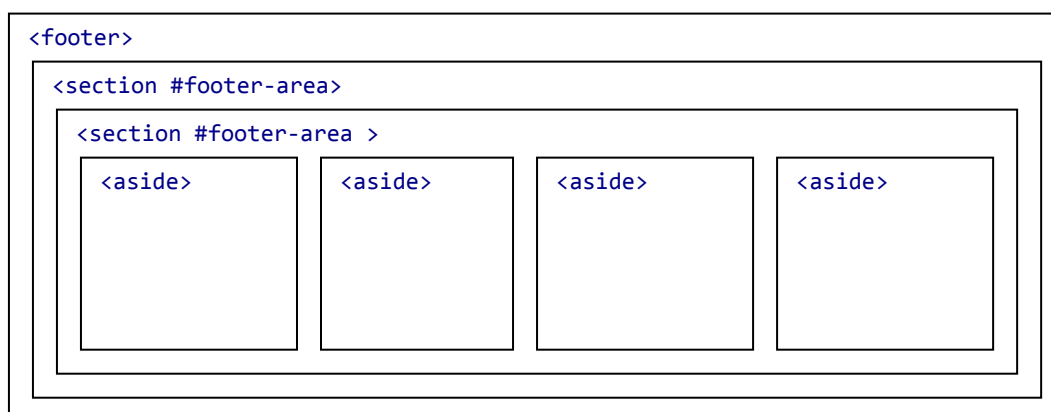 <footer>
<section #footer-area>
<section #footer-area >
<aside> <aside> <aside> <aside>